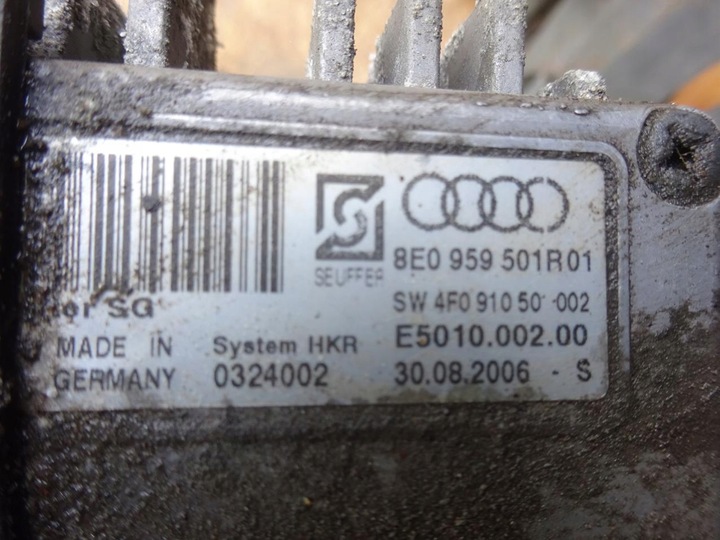 SEUFFER
8E0 959 501R01
SW 4F0 910 50 002
SG
E5010.002.00
MADE IN
GERMANY
System HKR
0324002
30.08.2006 - S